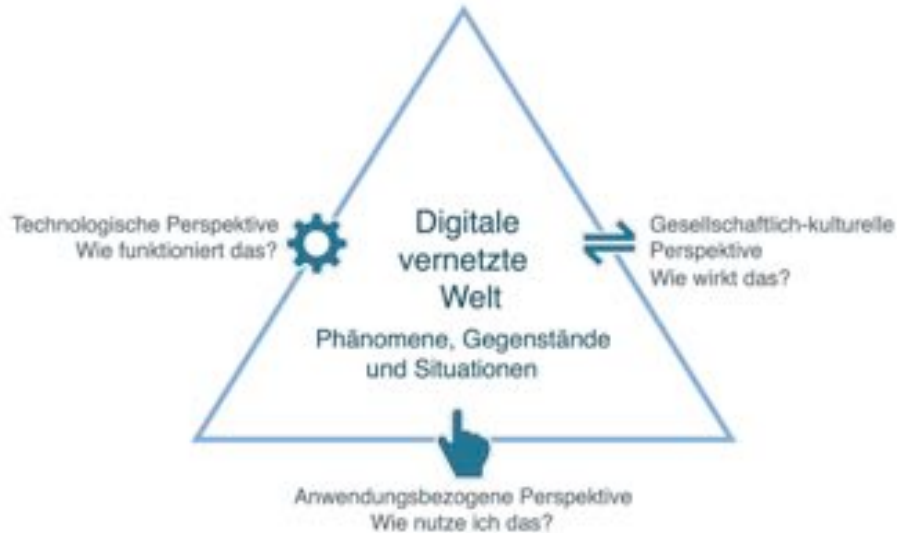 Technologische Perspektive
Wie funktioniert das?
Digitale
vernetzte
Welt
Phänomene, Gegenstände
und Situationen
Gesellschaftlich-kulturelle
Perspektive
Wie wirkt das?
Anwendungsbezogene Perspektive
Wie nutze ich das?